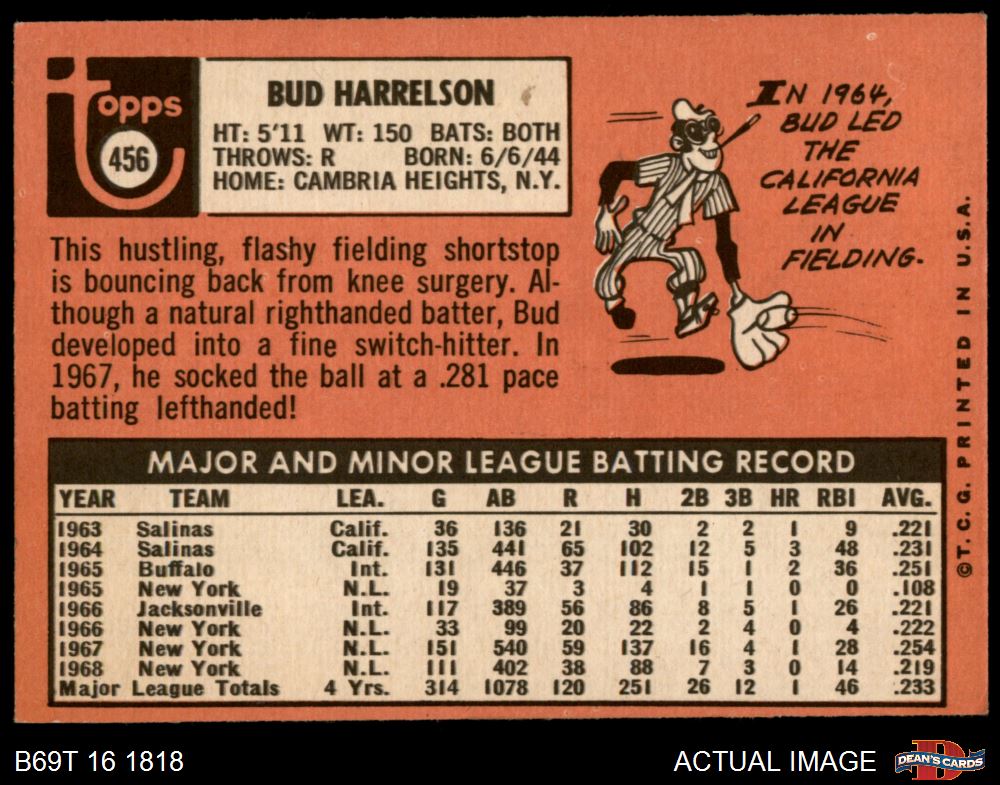 Topps
456
BUD HARRELSON
HT: 5'11 WT: 150 BATS: BOTH
THROWS: R BORN: 6/6/44
HOME: CAMBRIA HEIGHTS, N.Y.
IN 1964,
BUD LED
THE
CALIFORNIA
LEAGUE
IN
FIELDING.
This hustling, flashy fielding shortstop
is bouncing back from knee surgery. Al-
though a natural righthanded batter, Bud
developed into a fine switch-hitter. In
1967, he socked the ball at a .281 pace
batting lefthanded!
MAJOR AND MINOR LEAGUE BATTING RECORD
YEAR TEAM LEA. G AB R H 2B 3B HR RBI AVG.
1963 Salinas Calif. 36 136 21 30 2 2 1 9 .221
1964 Salinas Calif. 135 441 65 102 12 5 3 48 .231
1965 Buffalo Int. 131 446 37 112 15 1 2 36 .251
1965 New York N.L. 19 37 3 4 1 1 0 0 .108
1966 Jacksonville Int. 117 389 56 86 8 5 1 26 .221
1966 New York N.L. 33 99 20 22 2 4 0 4 .222
1967 New York N.L. 151 540 59 137 16 4 1 28 .254
1968 New York N.L. 111 402 38 88 7 3 0 14 .219
Major League Totals 4 Yrs. 314 1078 120 251 26 12 1 46 .233
©T.C.G. PRINTED IN U.S.A.
B69T 16 1818
ACTUAL IMAGE
D
DEAN'S CARDS